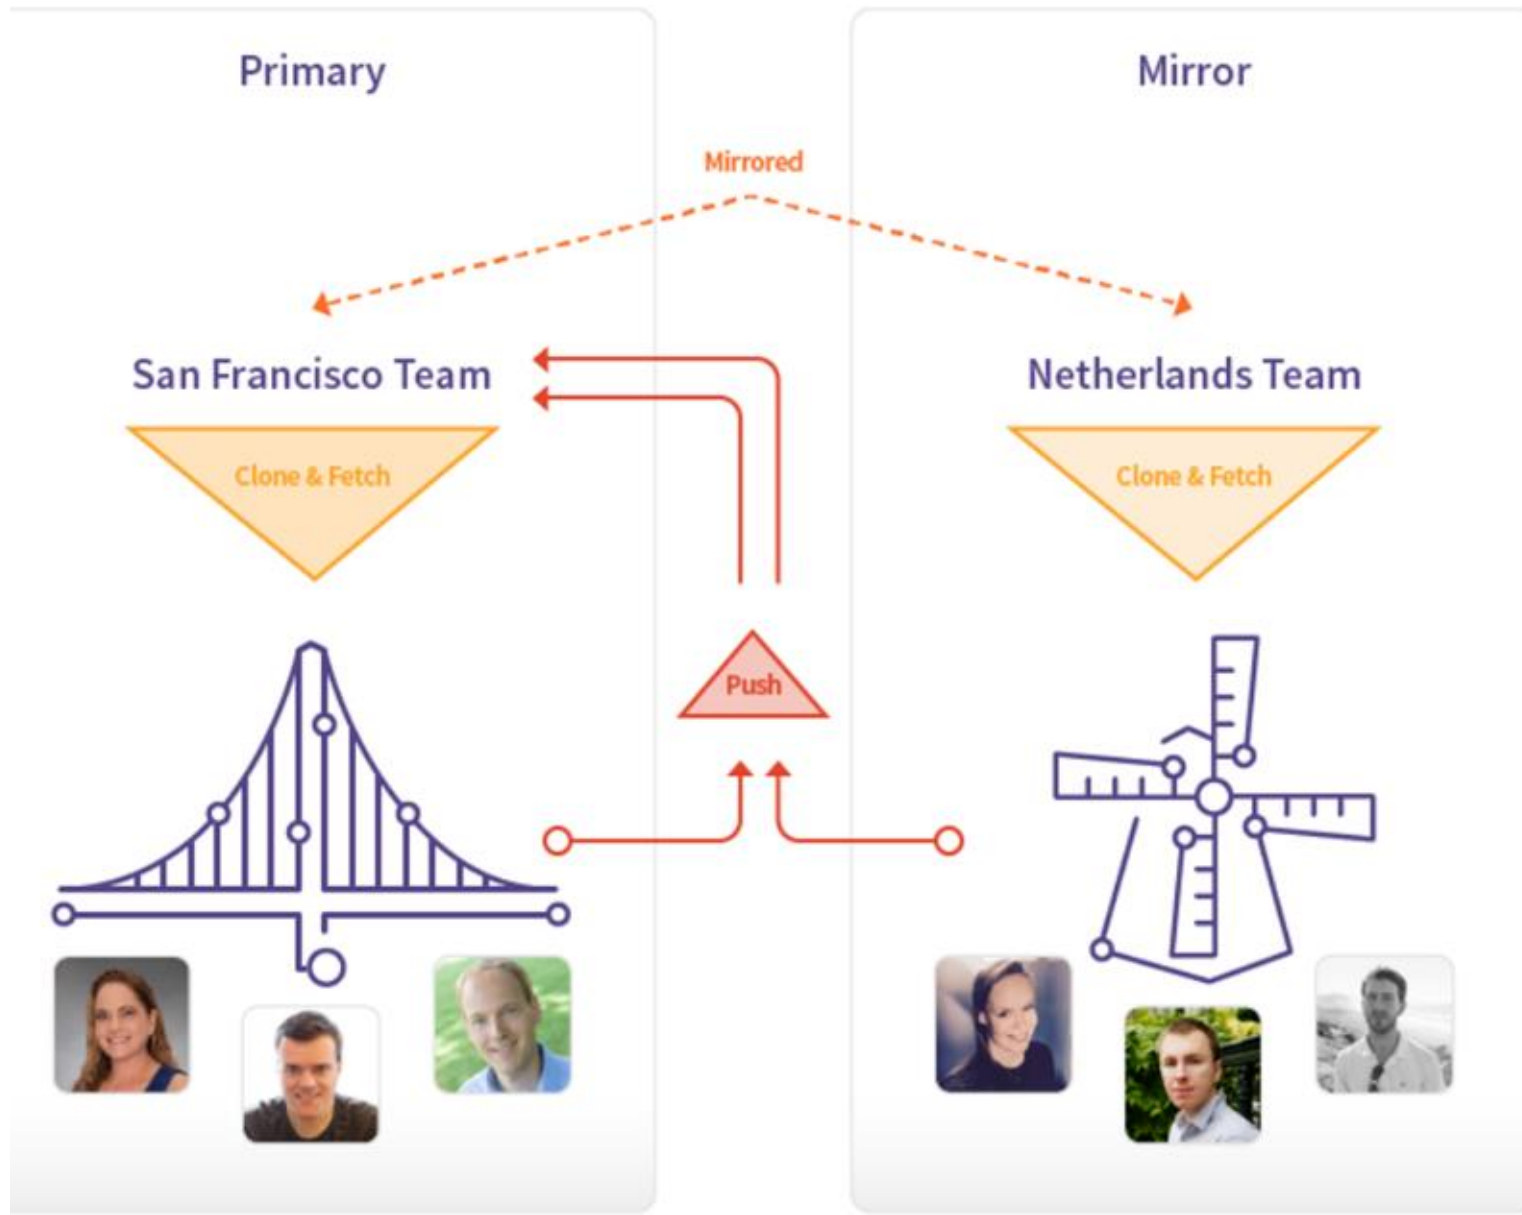 Primary
Mirror
Mirrored
San Francisco Team
Netherlands Team
Clone & Fetch
Clone & Fetch
Push